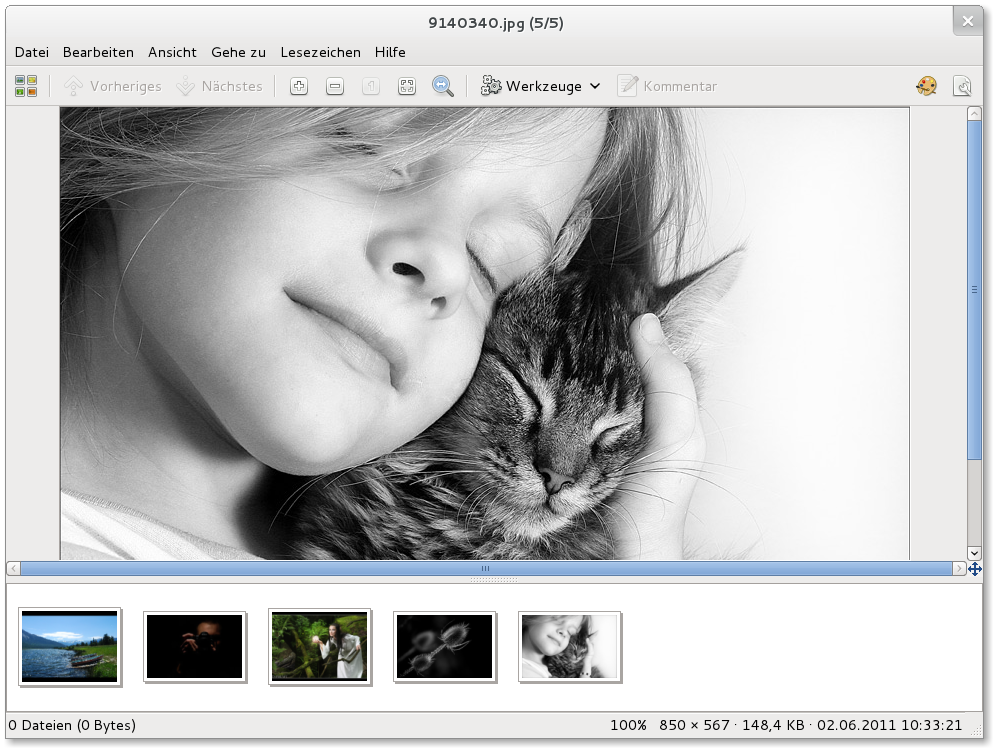 9140340.jpg (5/5)
Datei Bearbeiten Ansicht Gehe zu Lesezeichen Hilfe
Vorheriges Nächstes Werkzeuge Kommentar
0 Dateien (0 Bytes) 100% 850 × 567 · 148,4 KB · 02.06.2011 10:33:21